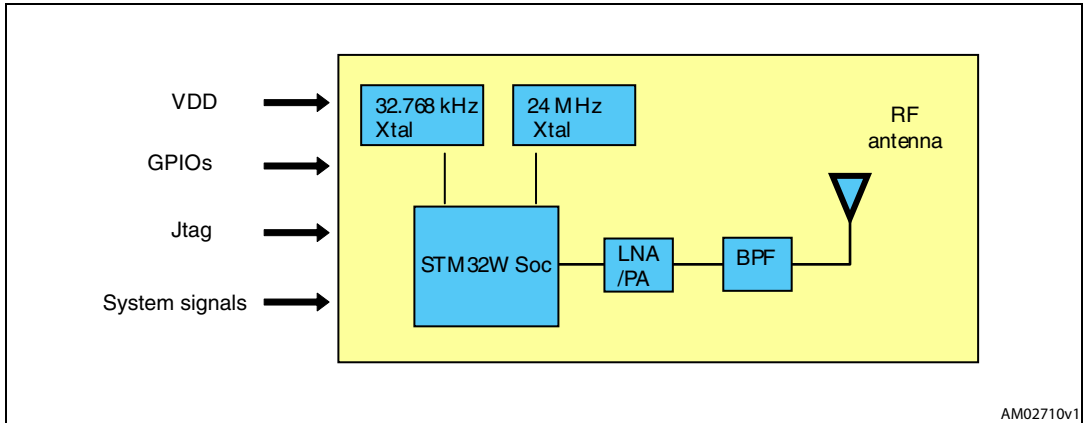 VDD
GPIOs
Jtag
System signals
32.768 kHz
Xtal
24 MHz
Xtal
RF
antenna
STM32W Soc
LNA
/PA
BPF
AM02710v1